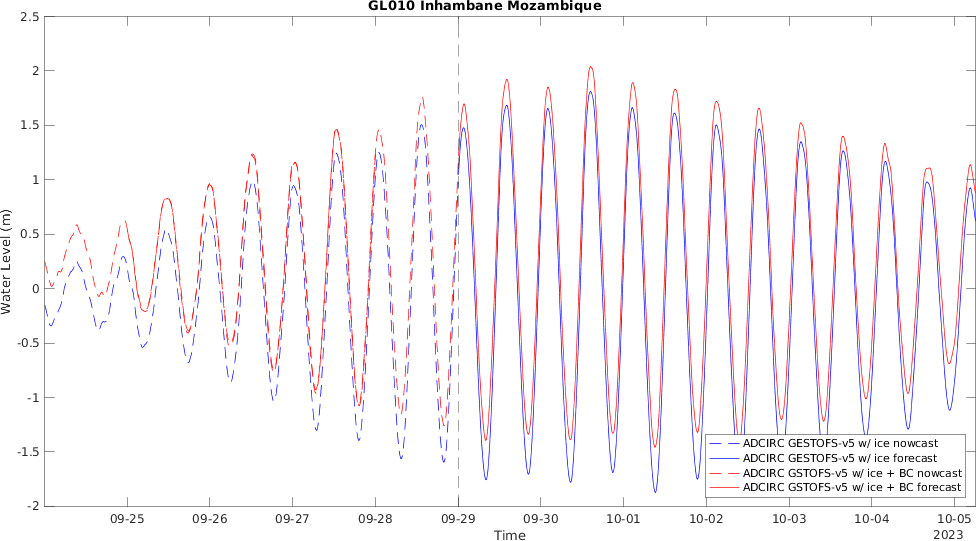 GL010 Inhambane Mozambique
2.5
2
1.5
1
0.5
0
-0.5
-1
-1.5
-2
Water Level (m)
ADCIRC GESTOFS-v5 w/ ice nowcast
ADCIRC GESTOFS-v5 w/ ice forecast
ADCIRC GSTOFS-v5 w/ ice + BC nowcast
ADCIRC GSTOFS-v5 w/ ice + BC forecast
09-25 09-26 09-27 09-28 09-29 09-30 10-01 10-02 10-03 10-04 10-05
Time
2023